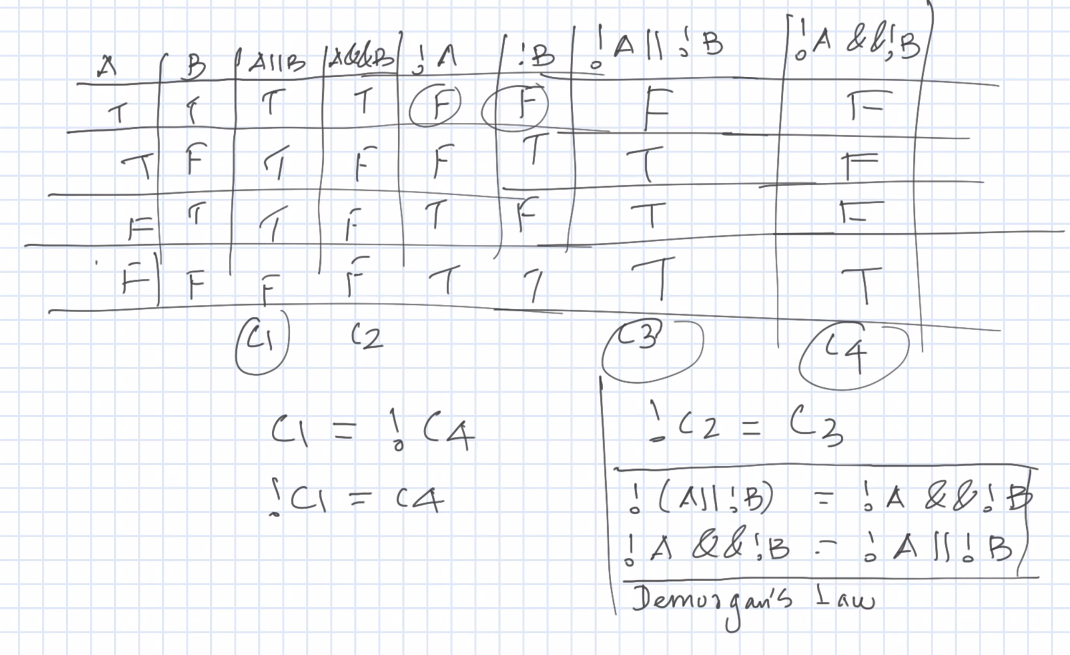 A B A||B A&&B !A !B !A || !B !A &&!B
T T T T F F F F
T F T F F T T F
F T T F T F T F
F F F F T T T T
C1 C2 C3 C4
C1 = !C4
!C2 = C3
!C1 = C4
!(A||!B) = !A &&!B
!A &&!B = !A ||!B
Demorgan's Law